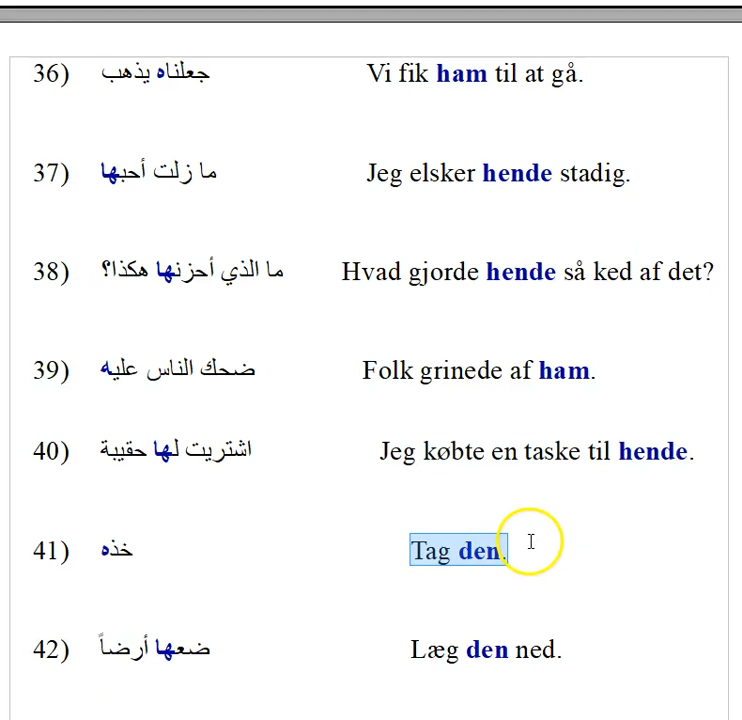 36) جعلناه يذهب Vi fik ham til at gå.
37) ما زلت أحبها Jeg elsker hende stadig.
38) ما الذي أحزنها هكذا؟ Hvad gjorde hende så ked af det?
39) ضحك الناس عليه Folk grinede af ham.
40) اشتريت لها حقيبة Jeg købte en taske til hende.
41) خذه Tag den.
42) ضعها أرضاً Læg den ned.